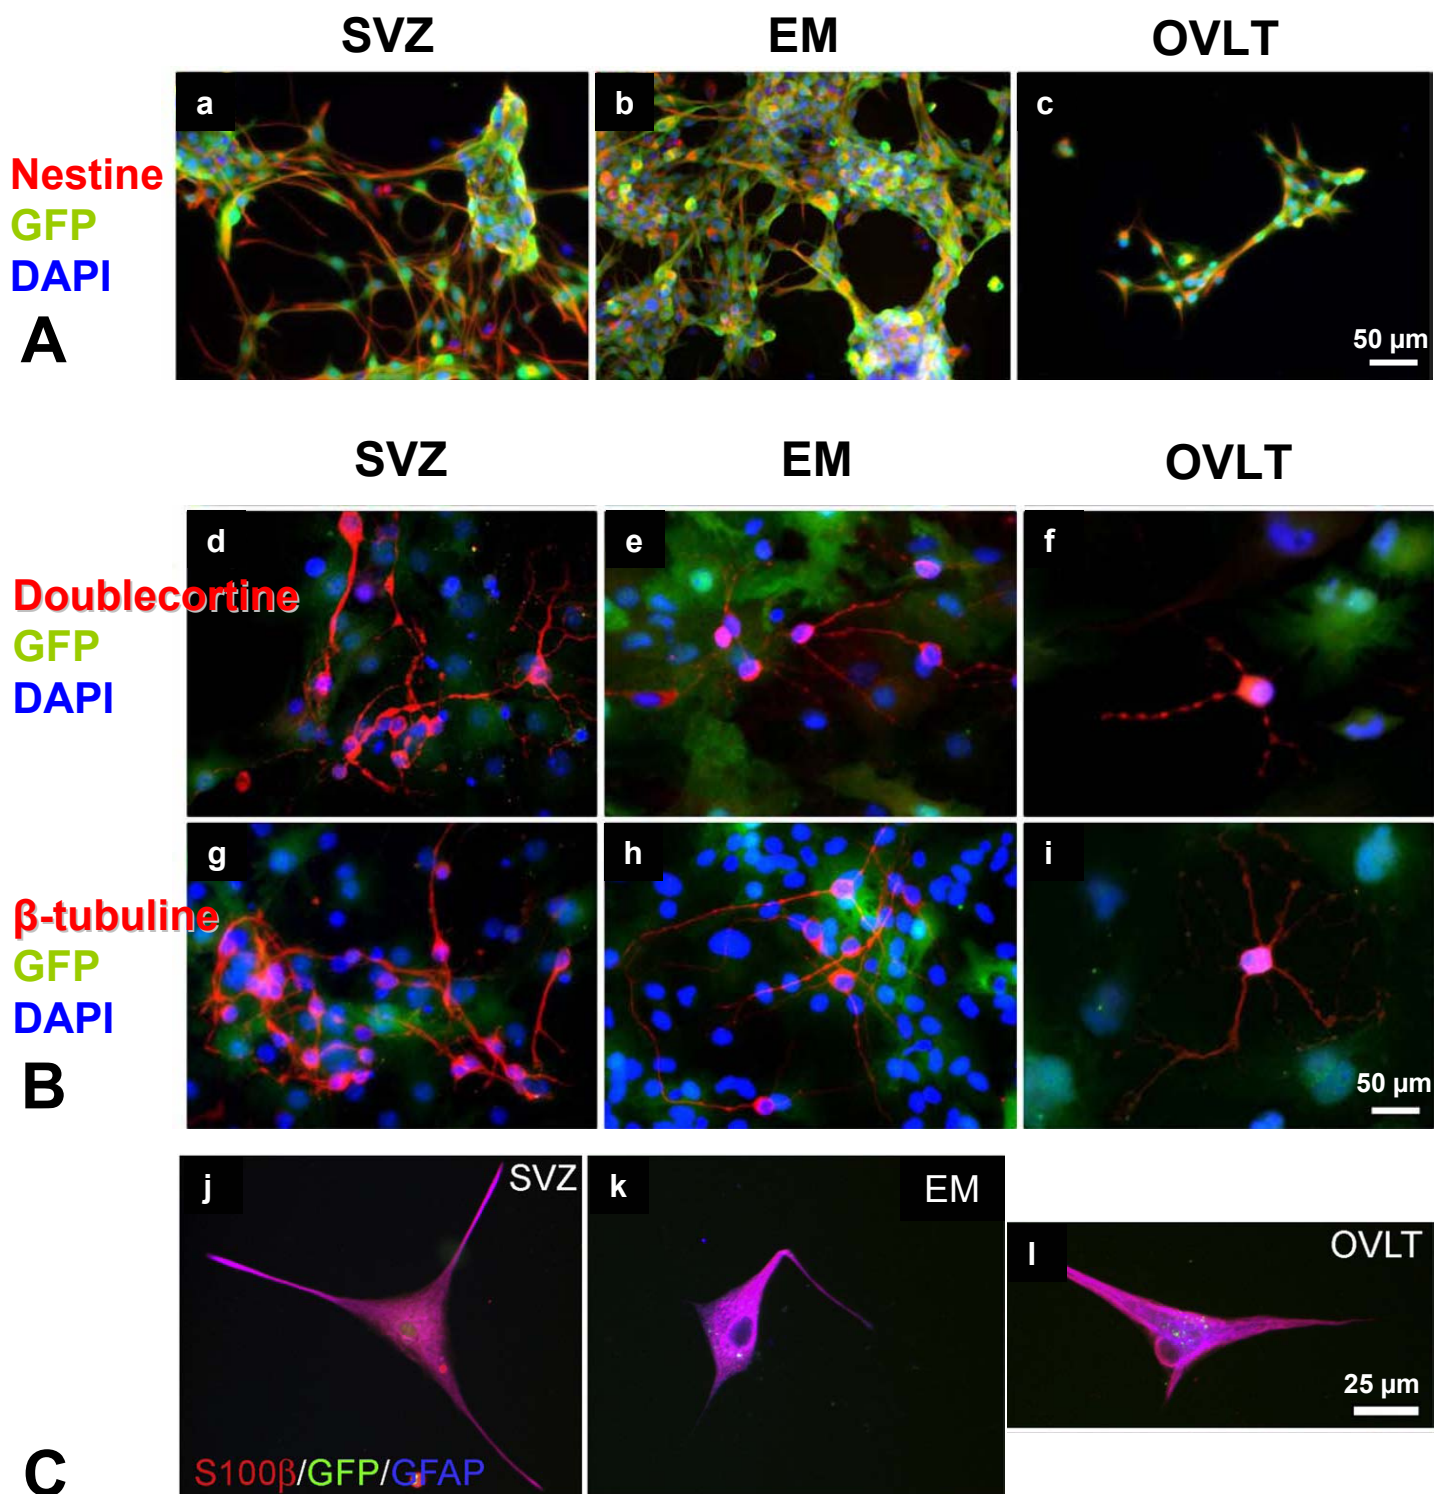 SVZ EM OVLT
a b c
Nestine
GFP
DAPI
A
50 µm
SVZ EM OVLT
d e f
Doublecortine
GFP
DAPI
g h i
β-tubuline
GFP
DAPI
B
50 µm
j SVZ k EM
l OVLT
25 µm
S100β/GFP/GFAP
C